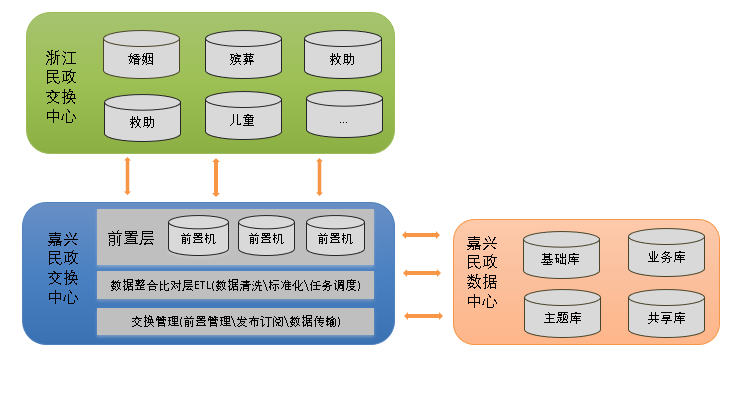 浙江
民政
交换
中心
婚姻
殡葬
救助
救助
儿童
...
嘉兴
民政
交换
中心
前置层
前置机
前置机
前置机
数据整合比对层ETL(数据清洗\标准化\任务调度)
交换管理(前置管理\发布订阅\数据传输)
嘉兴
民政
数据
中心
基础库
业务库
主题库
共享库